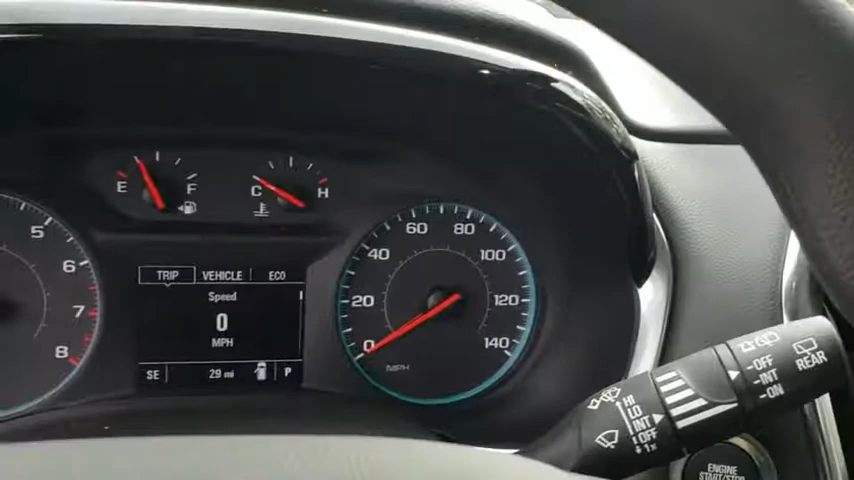 E F
C H
5
6
7
8
TRIP VEHICLE ECO
Speed
0
MPH
SE 29 mi P
0
20
40
60
80
100
120
140
MPH
HI
LO
INT
OFF
1x
OFF
INT
ON
REAR
ENGINE
START/STOP